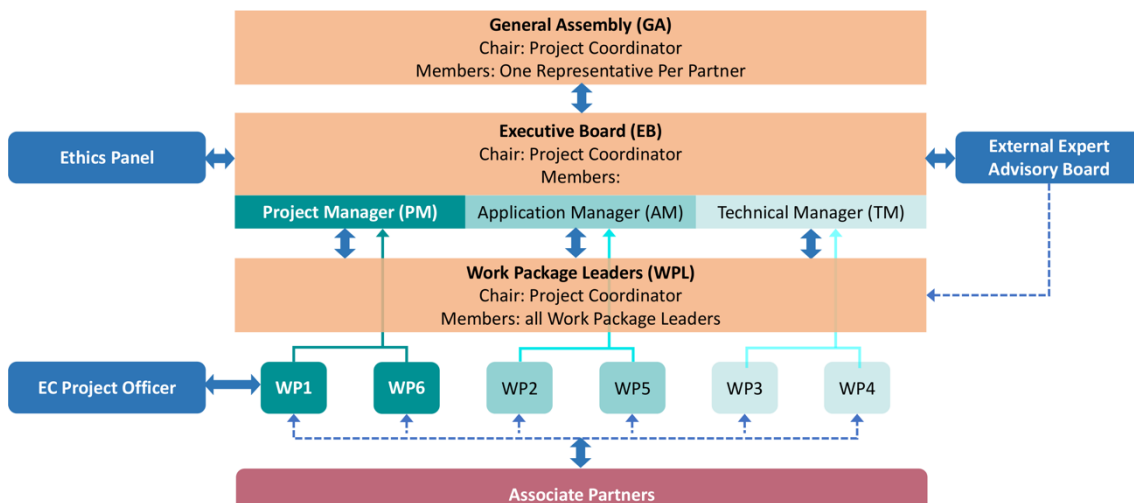 General Assembly (GA)
Chair: Project Coordinator
Members: One Representative Per Partner
Executive Board (EB)
Chair: Project Coordinator
Members:
Ethics Panel
External Expert
Advisory Board
Project Manager (PM)
Application Manager (AM)
Technical Manager (TM)
Work Package Leaders (WPL)
Chair: Project Coordinator
Members: all Work Package Leaders
EC Project Officer
WP1
WP6
WP2
WP5
WP3
WP4
Associate Partners